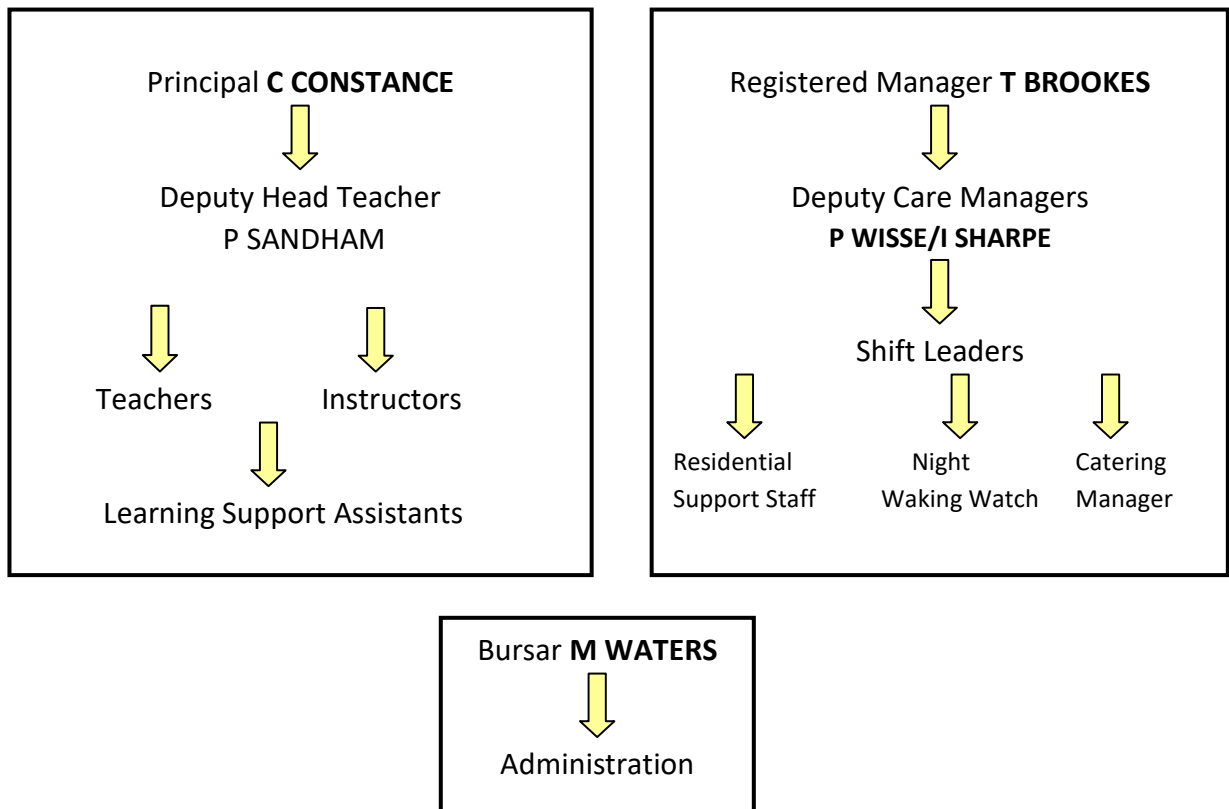 Principal C CONSTANCE
Deputy Head Teacher
P SANDHAM
Teachers
Instructors
Learning Support Assistants
Registered Manager T BROOKES
Deputy Care Managers
P WISSE/I SHARPE
Shift Leaders
Residential
Support Staff
Night
Waking Watch
Catering
Manager
Bursar M WATERS
Administration